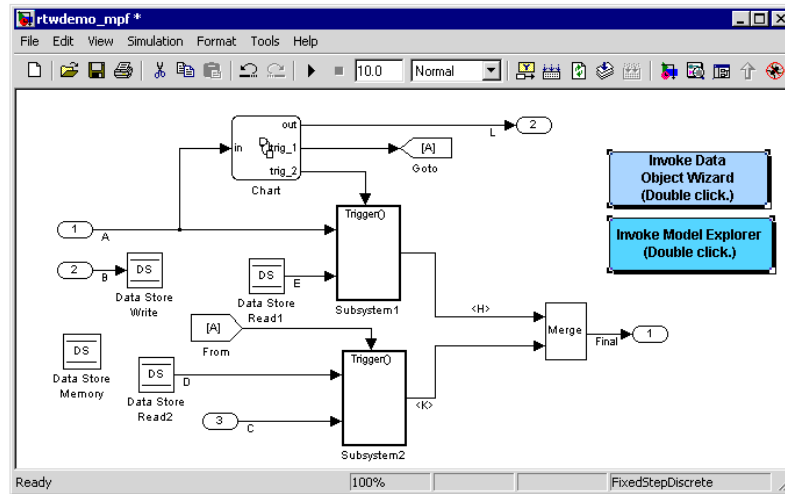 rtwdemo_mpf *
File Edit View Simulation Format Tools Help
10.0 Normal
out
in trig_1
trig_2
Chart
L 2
[A]
Goto
Invoke Data
Object Wizard
(Double click.)
Invoke Model Explorer
(Double click.)
1 A
Trigger()
Subsystem1
2 B
DS
Data Store
Write
DS
E
Data Store
Read1
<H>
Merge
Final 1
[A]
From
DS
Data Store
Memory
DS
D
Data Store
Read2
Trigger()
<K>
3 C
Subsystem2
Ready 100% FixedStepDiscrete